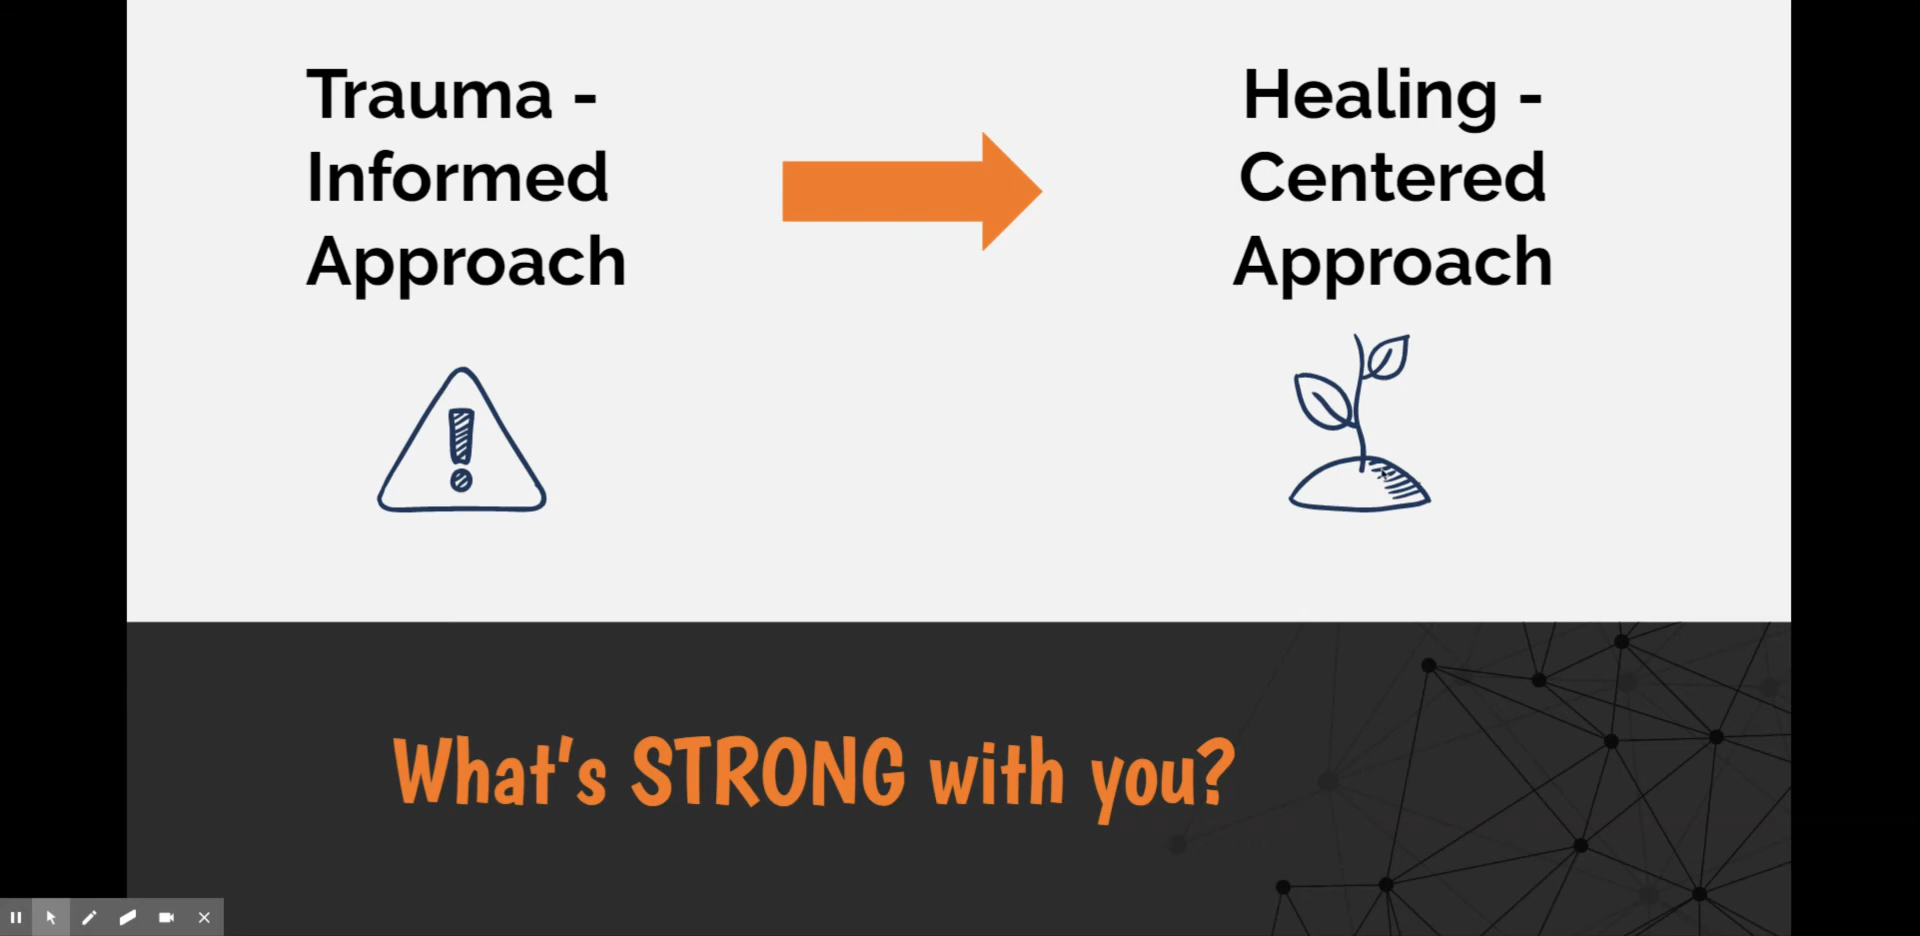 Trauma -
Informed
Approach
Healing -
Centered
Approach
What's STRONG with you?